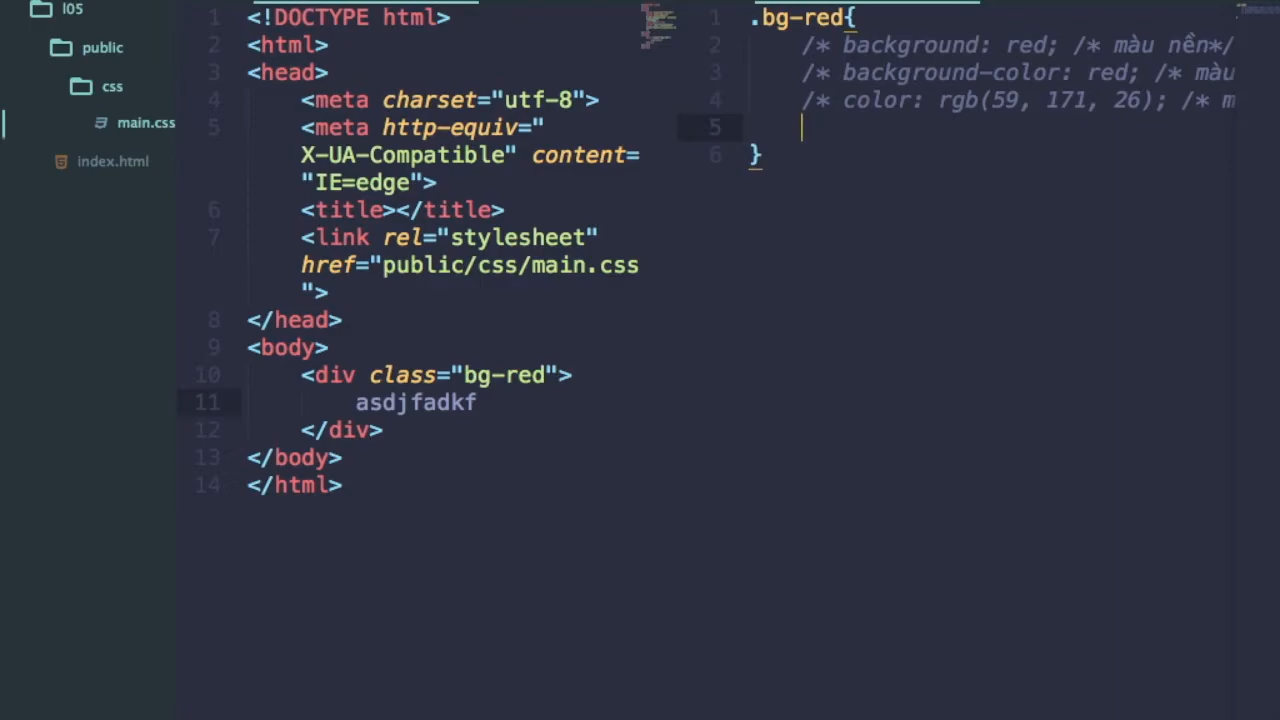 l05
public
css
main.css
index.html
1 <!DOCTYPE html>
2 <html>
3 <head>
4 <meta charset="utf-8">
5 <meta http-equiv="
X-UA-Compatible" content=
"IE=edge">
6 <title></title>
7 <link rel="stylesheet"
href="public/css/main.css
">
8 </head>
9 <body>
10 <div class="bg-red">
11 asdjfadkf
12 </div>
13 </body>
14 </html>
1 .bg-red{
2 /* background: red; /* màu nền*/
3 /* background-color: red; /* màu
4 /* color: rgb(59, 171, 26); /* m
5
6 }